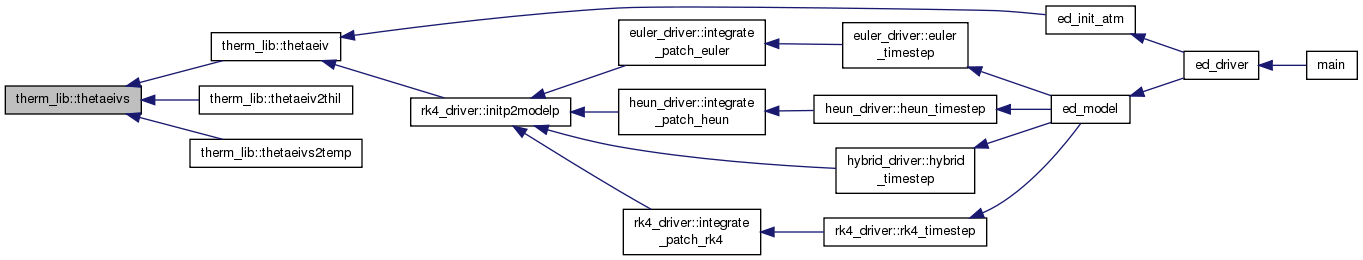 therm_lib::thetaeivs
therm_lib::thetaeiv
therm_lib::thetaeiv2thil
therm_lib::thetaeivs2temp
rk4_driver::initp2modelp
euler_driver::integrate
_patch_euler
heun_driver::integrate
_patch_heun
rk4_driver::integrate
_patch_rk4
euler_driver::euler
_timestep
heun_driver::heun_timestep
hybrid_driver::hybrid
_timestep
rk4_driver::rk4_timestep
ed_init_atm
ed_model
ed_driver
main